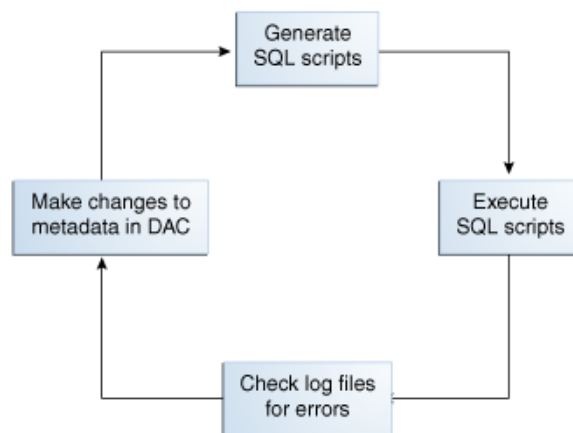 Generate
SQL scripts
Make changes to
metadata in DAC
Execute
SQL scripts
Check log files
for errors